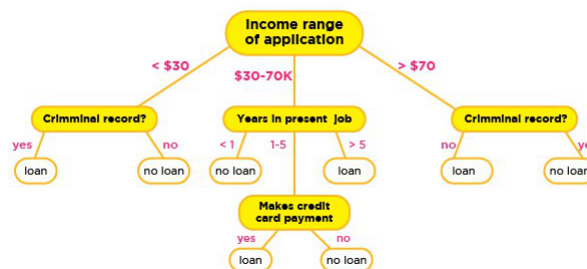 Income range
of application
< $30
$30-70K
> $70
Crimminal record?
Years in present job
Criminal record?
yes
no
< 1
1-5
> 5
no
ye
loan
no loan
no loan
loan
loan
no loan
Makes credit
card payment
yes
no
loan
no loan